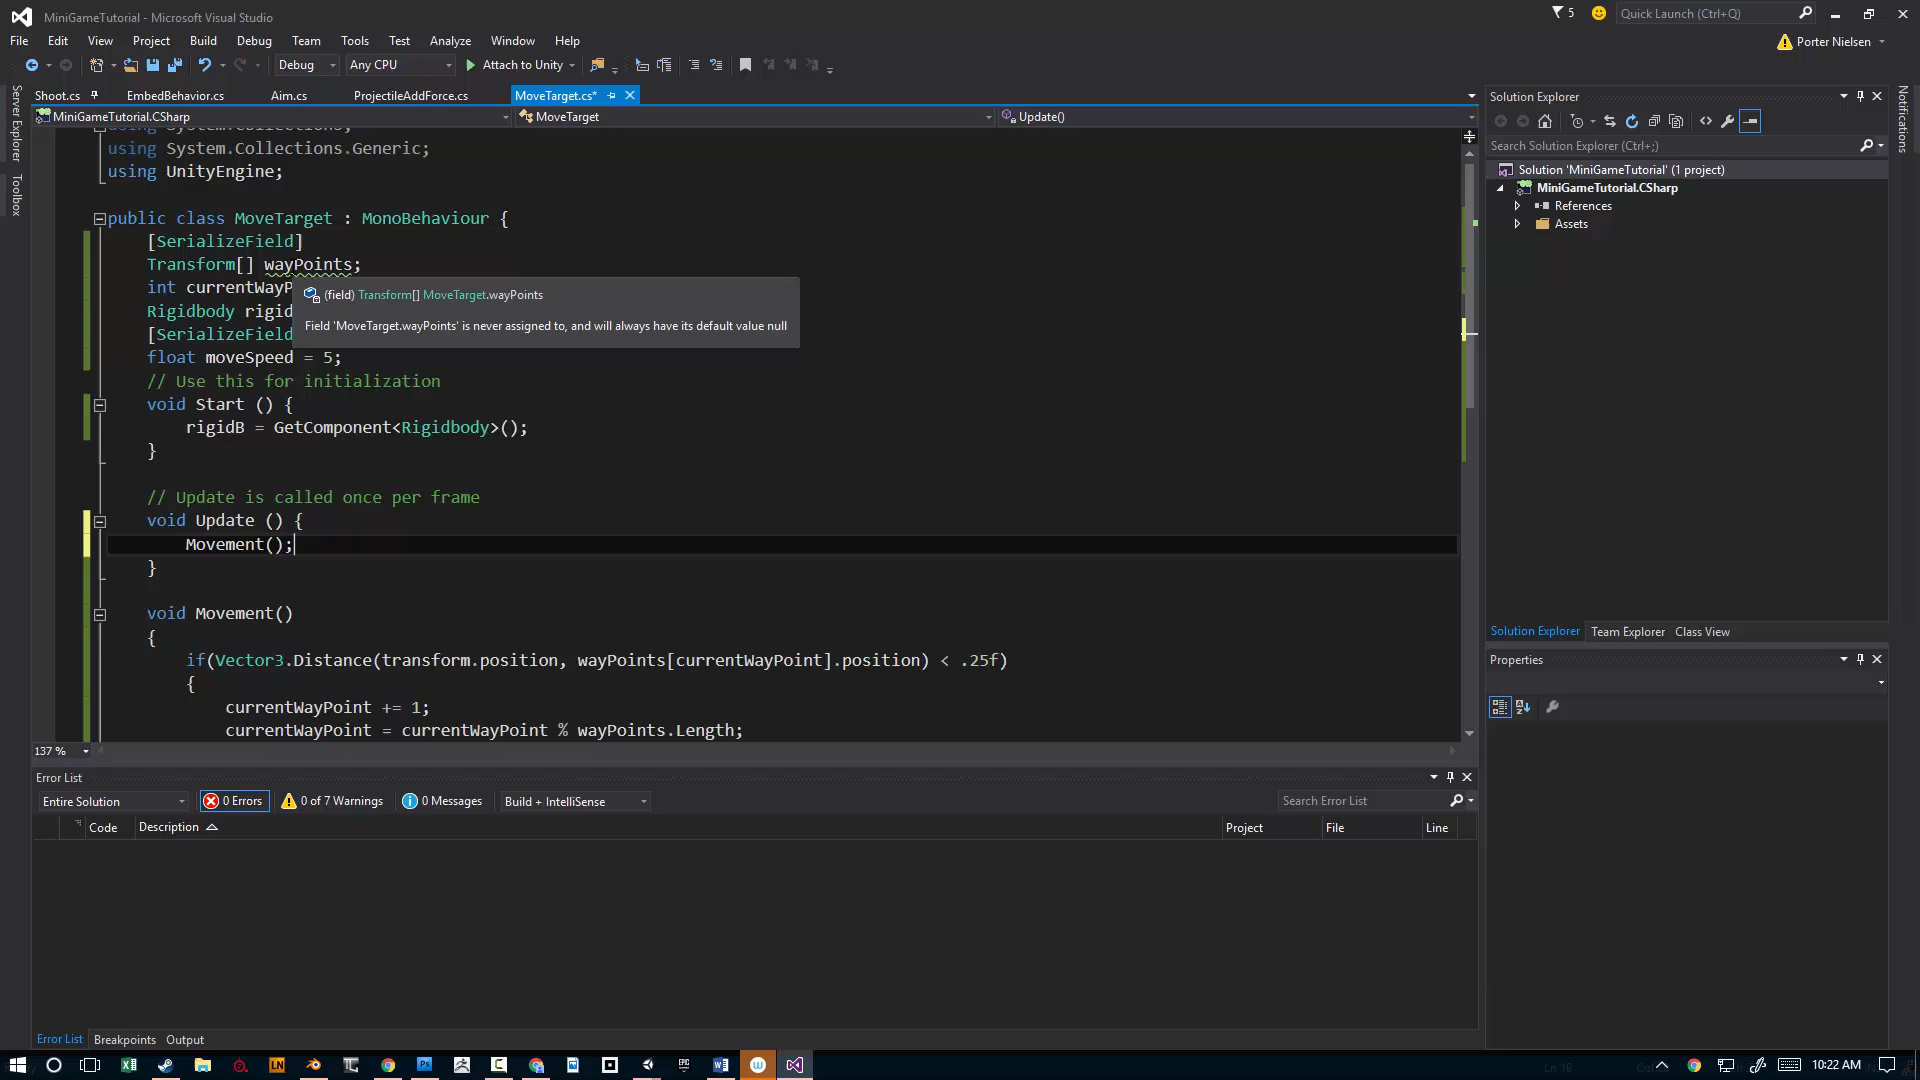 MiniGameTutorial - Microsoft Visual Studio
5
Quick Launch (Ctrl+Q)
File Edit View Project Build Debug Team Tools Test Analyze Window Help
Porter Nielsen
Debug Any CPU Attach to Unity
Server Explorer
Toolbox
Notifications
Shoot.cs EmbedBehavior.cs Aim.cs ProjectileAddForce.cs MoveTarget.cs*
MiniGameTutorial.CSharp MoveTarget Update()
using System.Collections;
using System.Collections.Generic;
using UnityEngine;
public class MoveTarget : MonoBehaviour {
[SerializeField]
Transform[] wayPoints;
int currentWayP
(field) Transform[] MoveTarget.wayPoints
Rigidbody rigid
Field 'MoveTarget.wayPoints' is never assigned to, and will always have its default value null
[SerializeField
float moveSpeed = 5;
// Use this for initialization
void Start () {
rigidB = GetComponent<Rigidbody>();
}
// Update is called once per frame
void Update () {
Movement();
}
void Movement()
{
if(Vector3.Distance(transform.position, wayPoints[currentWayPoint].position) < .25f)
{
currentWayPoint += 1;
currentWayPoint = currentWayPoint % wayPoints.Length;
137 %
Solution Explorer
Search Solution Explorer (Ctrl+;)
Solution 'MiniGameTutorial' (1 project)
MiniGameTutorial.CSharp
References
Assets
Solution Explorer Team Explorer Class View
Properties
Error List
Entire Solution 0 Errors 0 of 7 Warnings 0 Messages Build + IntelliSense Search Error List
Code Description Project File Line
Error List Breakpoints Output
10:22 AM